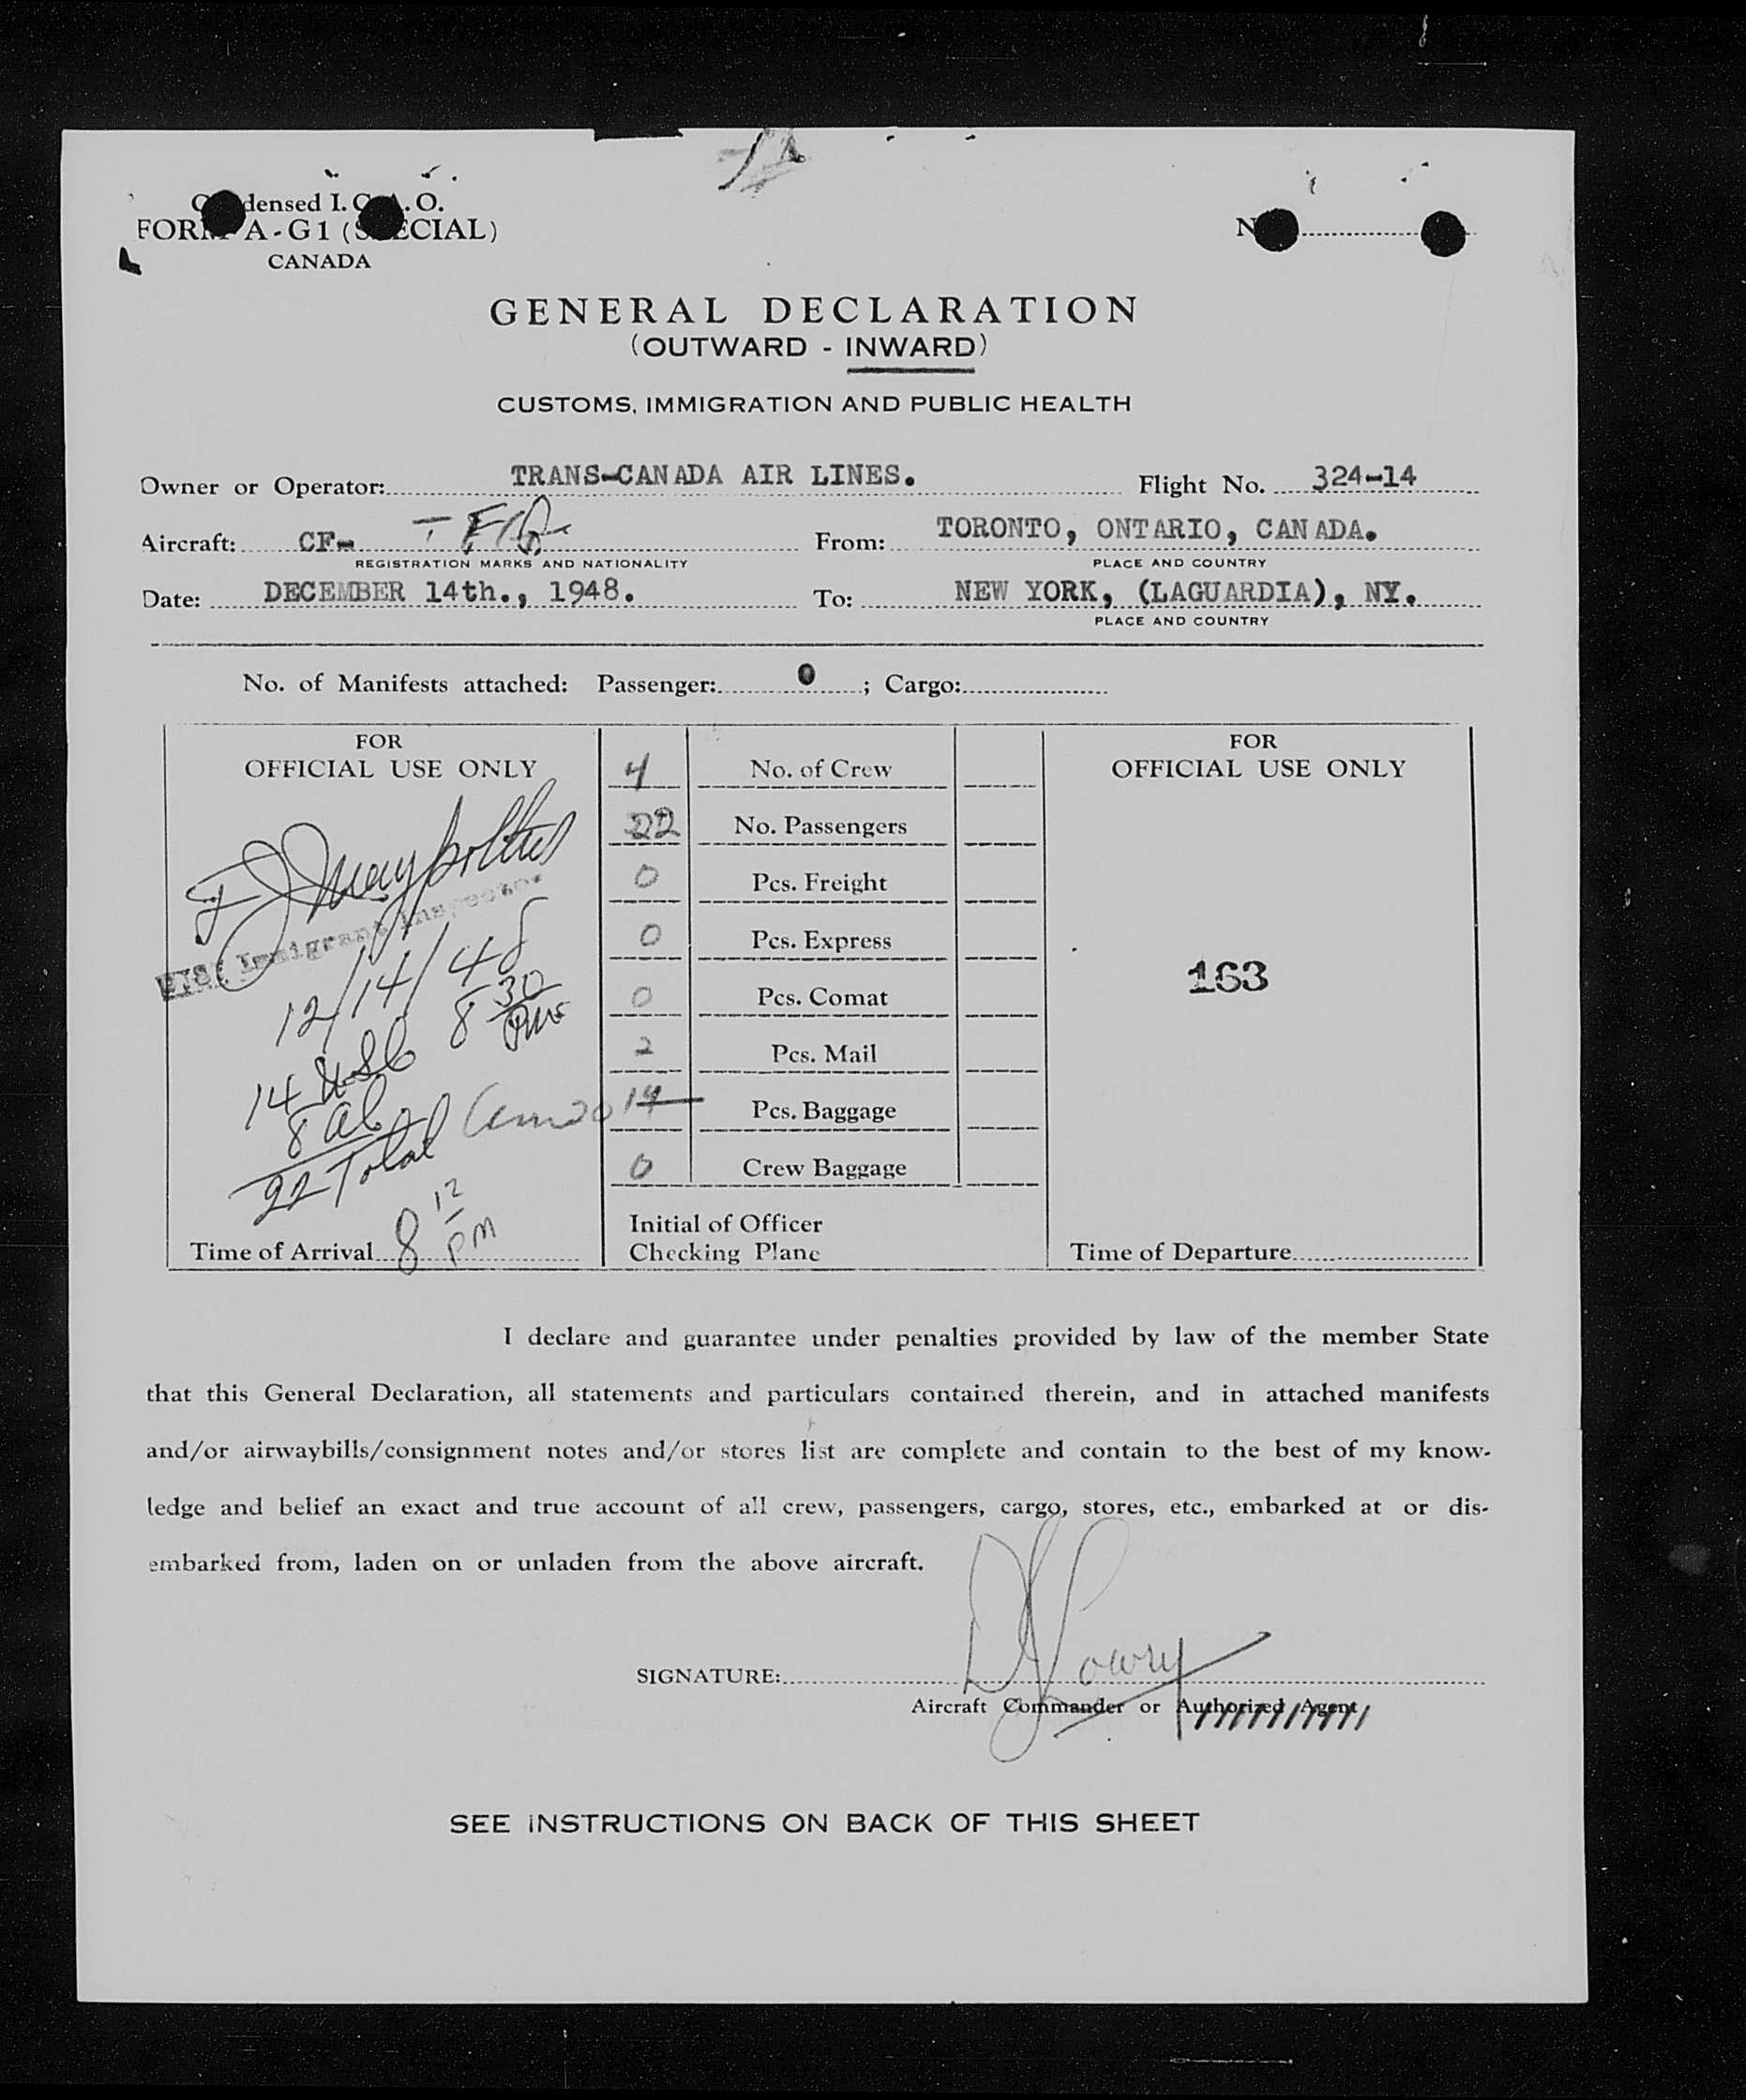 Condensed I.C.A.O.
FORM A-G1 (SPECIAL)
CANADA
GENERAL DECLARATION
(OUTWARD - INWARD)
CUSTOMS, IMMIGRATION AND PUBLIC HEALTH
Owner or Operator: TRANS-CANADA AIR LINES. Flight No. 324-14
Aircraft: CF- From: TORONTO, ONTARIO, CANADA.
REGISTRATION MARKS AND NATIONALITY PLACE AND COUNTRY
Date: DECEMBER 14th., 1948. To: NEW YORK, (LAGUARDIA), NY.
PLACE AND COUNTRY
No. of Manifests attached: Passenger: 0 ; Cargo:
FOR
OFFICIAL USE ONLY
Immigrant Inspector
12/14/48
8 30 PM
14 USC
8 al
22 Total
Time of Arrival 8 12 PM
4 No. of Crew
22 No. Passengers
0 Pcs. Freight
0 Pcs. Express
0 Pcs. Comat
2 Pcs. Mail
20 14 Pcs. Baggage
0 Crew Baggage
Initial of Officer
Checking Plane
FOR
OFFICIAL USE ONLY
163
Time of Departure
I declare and guarantee under penalties provided by law of the member State
that this General Declaration, all statements and particulars contained therein, and in attached manifests
and/or airwaybills/consignment notes and/or stores list are complete and contain to the best of my know-
ledge and belief an exact and true account of all crew, passengers, cargo, stores, etc., embarked at or dis-
embarked from, laden on or unladen from the above aircraft.
SIGNATURE: Lowry
Aircraft Commander or Authorized Agent
SEE INSTRUCTIONS ON BACK OF THIS SHEET